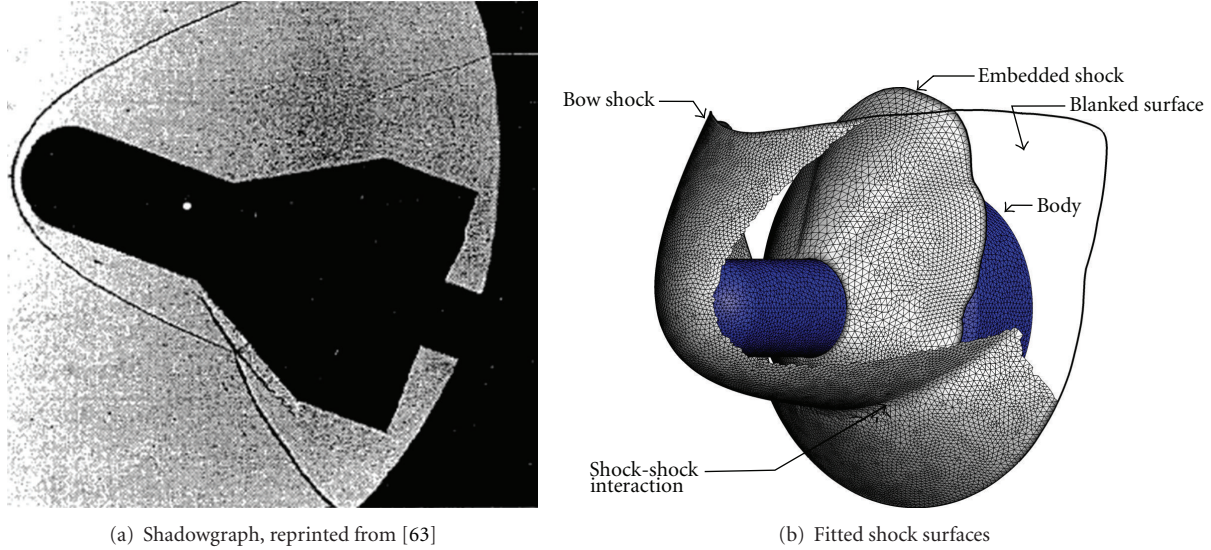 Embedded shock
Bow shock
Blanked surface
Body
Shock-shock
interaction
(a) Shadowgraph, reprinted from [63]
(b) Fitted shock surfaces